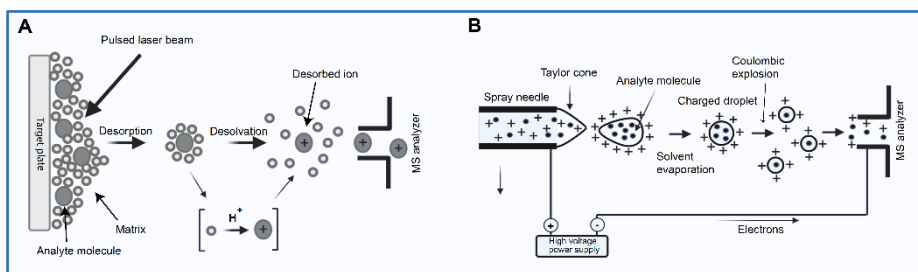 A
Pulsed laser beam
Target plate
Desorption
Desolvation
Desorbed ion
MS analyzer
H+
Matrix
Analyte molecule
B
Taylor cone
Spray needle
Analyte molecule
Coulombic
explosion
Charged droplet
Solvent
evaporation
MS analyzer
+ -
High voltage
power supply
Electrons